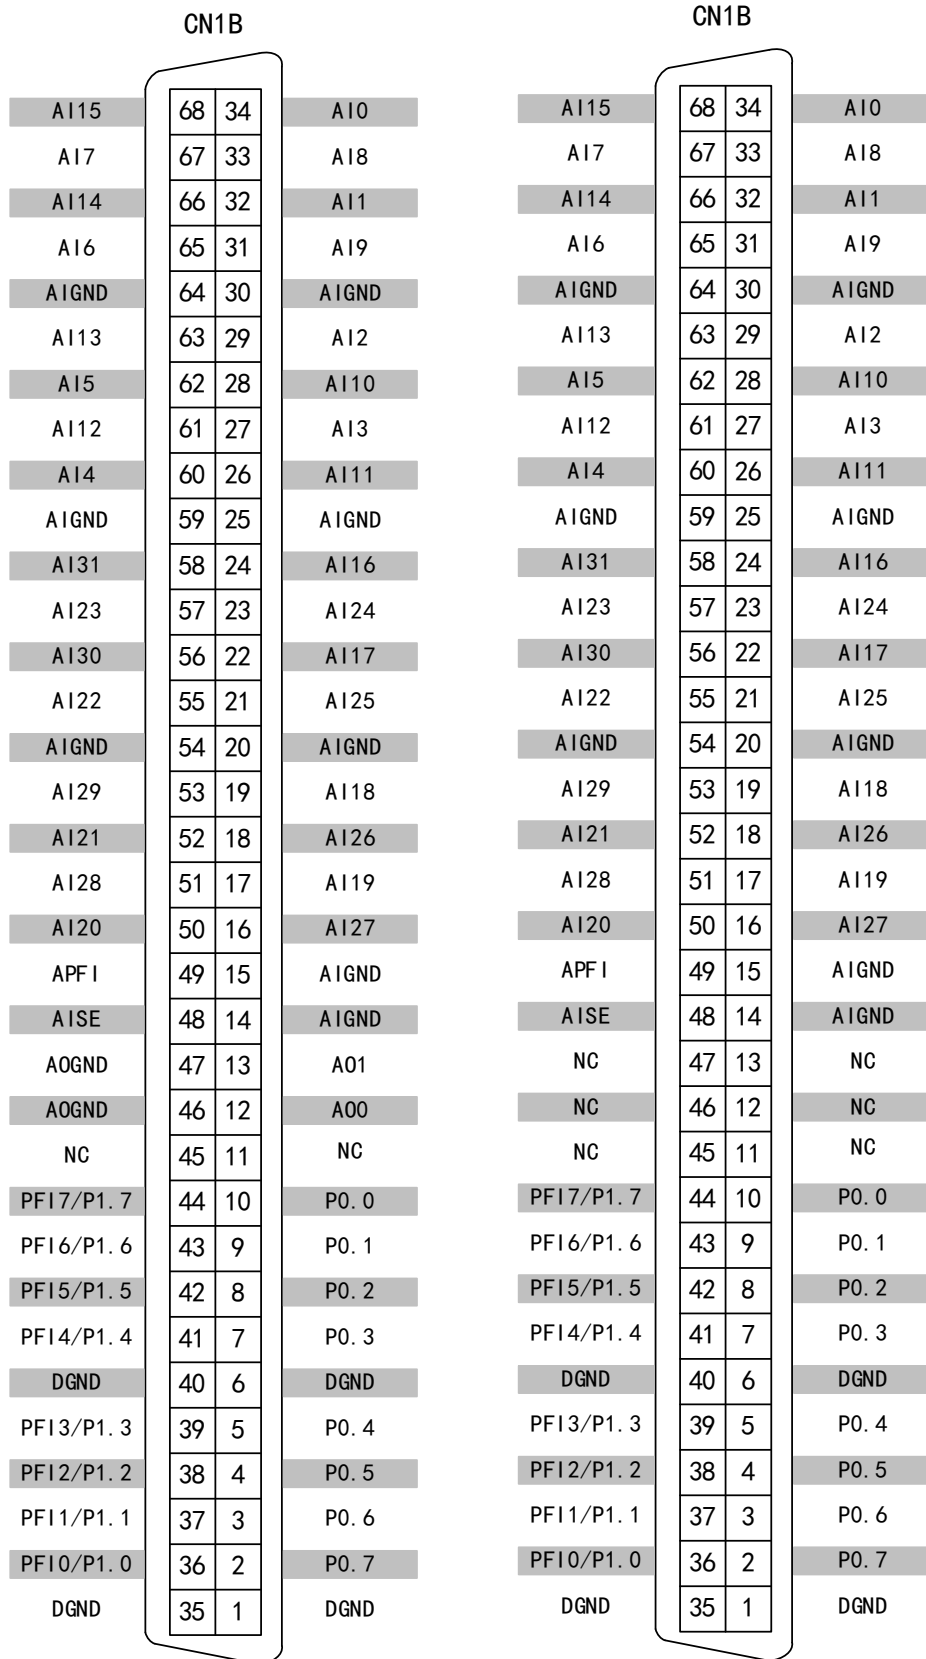 CN1B
AI15 68 34 AI0
AI7 67 33 AI8
AI14 66 32 AI1
AI6 65 31 AI9
AIGND 64 30 AIGND
AI13 63 29 AI2
AI5 62 28 AI10
AI12 61 27 AI3
AI4 60 26 AI11
AIGND 59 25 AIGND
AI31 58 24 AI16
AI23 57 23 AI24
AI30 56 22 AI17
AI22 55 21 AI25
AIGND 54 20 AIGND
AI29 53 19 AI18
AI21 52 18 AI26
AI28 51 17 AI19
AI20 50 16 AI27
APFI 49 15 AIGND
AISE 48 14 AIGND
AOGND 47 13 AO1
AOGND 46 12 AO0
NC 45 11 NC
PFI7/P1.7 44 10 P0.0
PFI6/P1.6 43 9 P0.1
PFI5/P1.5 42 8 P0.2
PFI4/P1.4 41 7 P0.3
DGND 40 6 DGND
PFI3/P1.3 39 5 P0.4
PFI2/P1.2 38 4 P0.5
PFI1/P1.1 37 3 P0.6
PFI0/P1.0 36 2 P0.7
DGND 35 1 DGND
CN1B
AI15 68 34 AI0
AI7 67 33 AI8
AI14 66 32 AI1
AI6 65 31 AI9
AIGND 64 30 AIGND
AI13 63 29 AI2
AI5 62 28 AI10
AI12 61 27 AI3
AI4 60 26 AI11
AIGND 59 25 AIGND
AI31 58 24 AI16
AI23 57 23 AI24
AI30 56 22 AI17
AI22 55 21 AI25
AIGND 54 20 AIGND
AI29 53 19 AI18
AI21 52 18 AI26
AI28 51 17 AI19
AI20 50 16 AI27
APFI 49 15 AIGND
AISE 48 14 AIGND
NC 47 13 NC
NC 46 12 NC
NC 45 11 NC
PFI7/P1.7 44 10 P0.0
PFI6/P1.6 43 9 P0.1
PFI5/P1.5 42 8 P0.2
PFI4/P1.4 41 7 P0.3
DGND 40 6 DGND
PFI3/P1.3 39 5 P0.4
PFI2/P1.2 38 4 P0.5
PFI1/P1.1 37 3 P0.6
PFI0/P1.0 36 2 P0.7
DGND 35 1 DGND